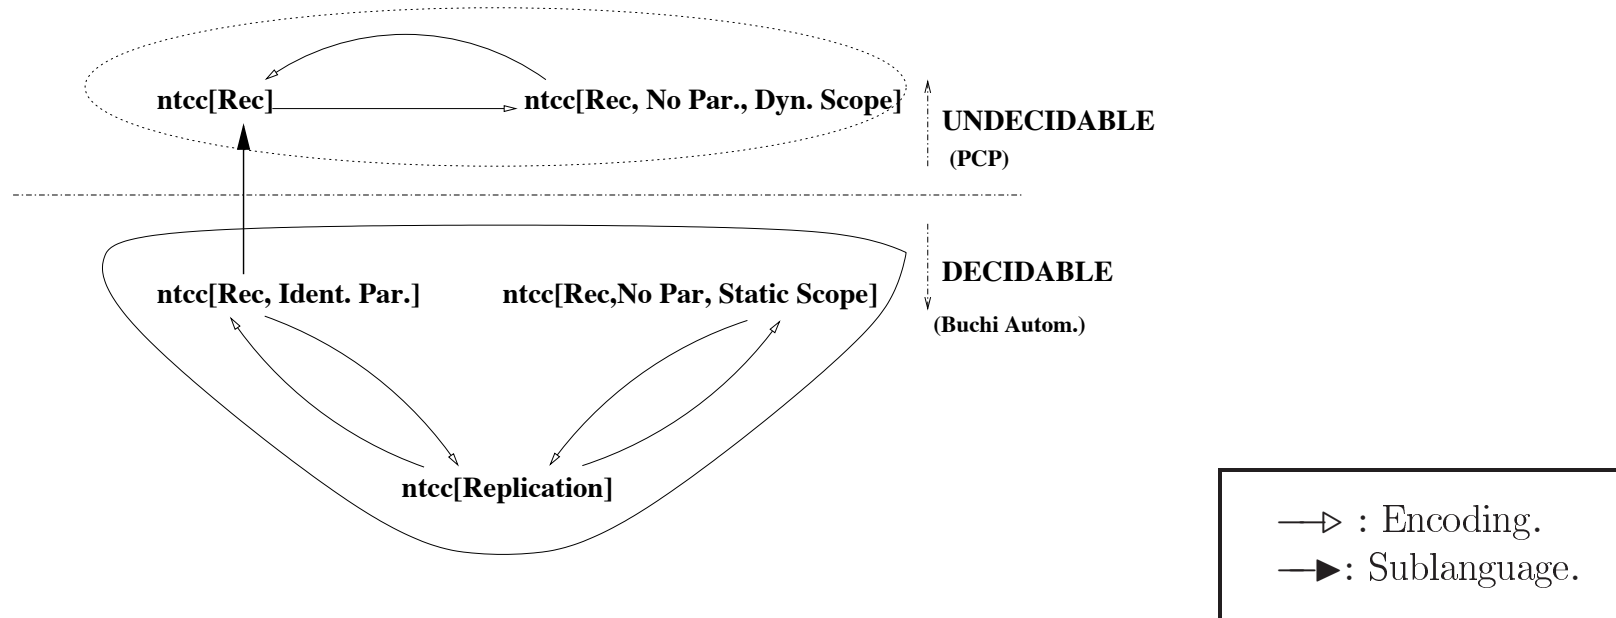 ntcc[Rec]
ntcc[Rec, No Par., Dyn. Scope]
UNDECIDABLE
(PCP)
DECIDABLE
ntcc[Rec, Ident. Par.]
ntcc[Rec,No Par, Static Scope]
(Buchi Autom.)
ntcc[Replication]
: Encoding.
: Sublanguage.